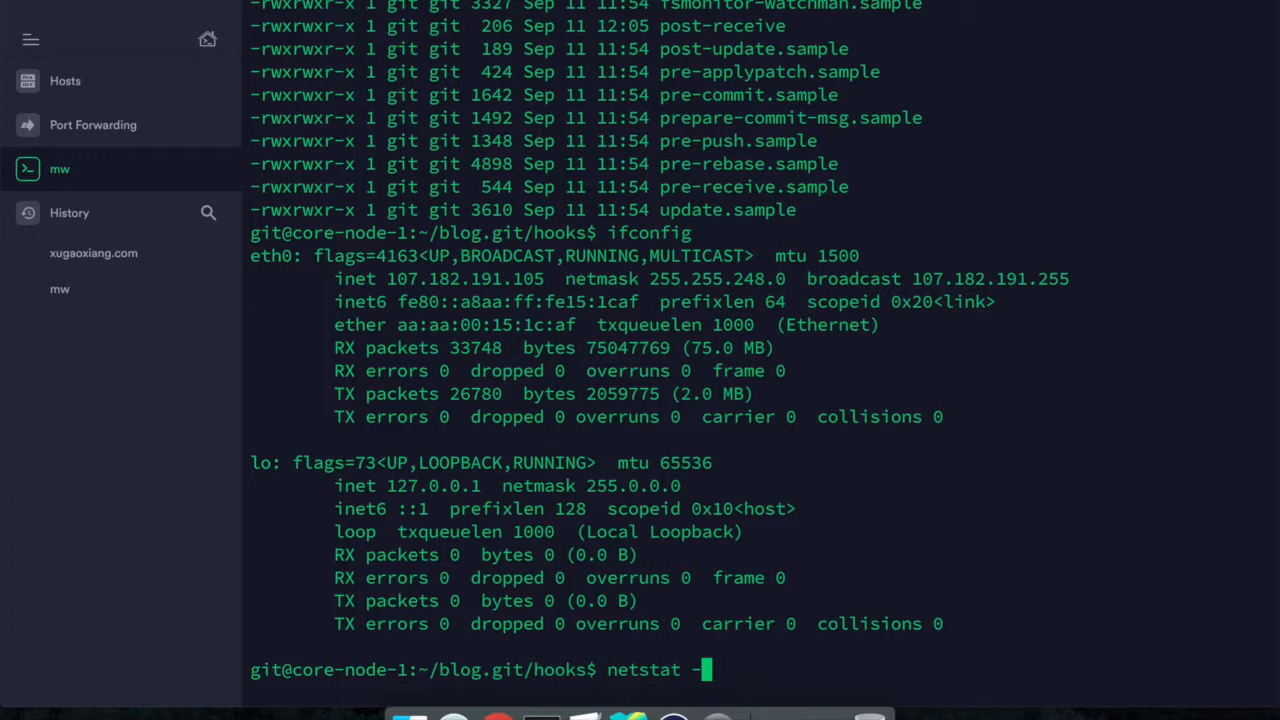 Hosts
Port Forwarding
mw
History
xugaoxiang.com
mw
-rwxrwxr-x 1 git git 3327 Sep 11 11:54 fsmonitor-watchman.sample
-rwxrwxr-x 1 git git  206 Sep 11 12:05 post-receive
-rwxrwxr-x 1 git git  189 Sep 11 11:54 post-update.sample
-rwxrwxr-x 1 git git  424 Sep 11 11:54 pre-applypatch.sample
-rwxrwxr-x 1 git git 1642 Sep 11 11:54 pre-commit.sample
-rwxrwxr-x 1 git git 1492 Sep 11 11:54 prepare-commit-msg.sample
-rwxrwxr-x 1 git git 1348 Sep 11 11:54 pre-push.sample
-rwxrwxr-x 1 git git 4898 Sep 11 11:54 pre-rebase.sample
-rwxrwxr-x 1 git git  544 Sep 11 11:54 pre-receive.sample
-rwxrwxr-x 1 git git 3610 Sep 11 11:54 update.sample
git@core-node-1:~/blog.git/hooks$ ifconfig
eth0: flags=4163<UP,BROADCAST,RUNNING,MULTICAST>  mtu 1500
        inet 107.182.191.105  netmask 255.255.248.0  broadcast 107.182.191.255
        inet6 fe80::a8aa:ff:fe15:1caf  prefixlen 64  scopeid 0x20<link>
        ether aa:aa:00:15:1c:af  txqueuelen 1000  (Ethernet)
        RX packets 33748  bytes 75047769 (75.0 MB)
        RX errors 0  dropped 0  overruns 0  frame 0
        TX packets 26780  bytes 2059775 (2.0 MB)
        TX errors 0  dropped 0 overruns 0  carrier 0  collisions 0
lo: flags=73<UP,LOOPBACK,RUNNING>  mtu 65536
        inet 127.0.0.1  netmask 255.0.0.0
        inet6 ::1  prefixlen 128  scopeid 0x10<host>
        loop  txqueuelen 1000  (Local Loopback)
        RX packets 0  bytes 0 (0.0 B)
        RX errors 0  dropped 0  overruns 0  frame 0
        TX packets 0  bytes 0 (0.0 B)
        TX errors 0  dropped 0 overruns 0  carrier 0  collisions 0
git@core-node-1:~/blog.git/hooks$ netstat -